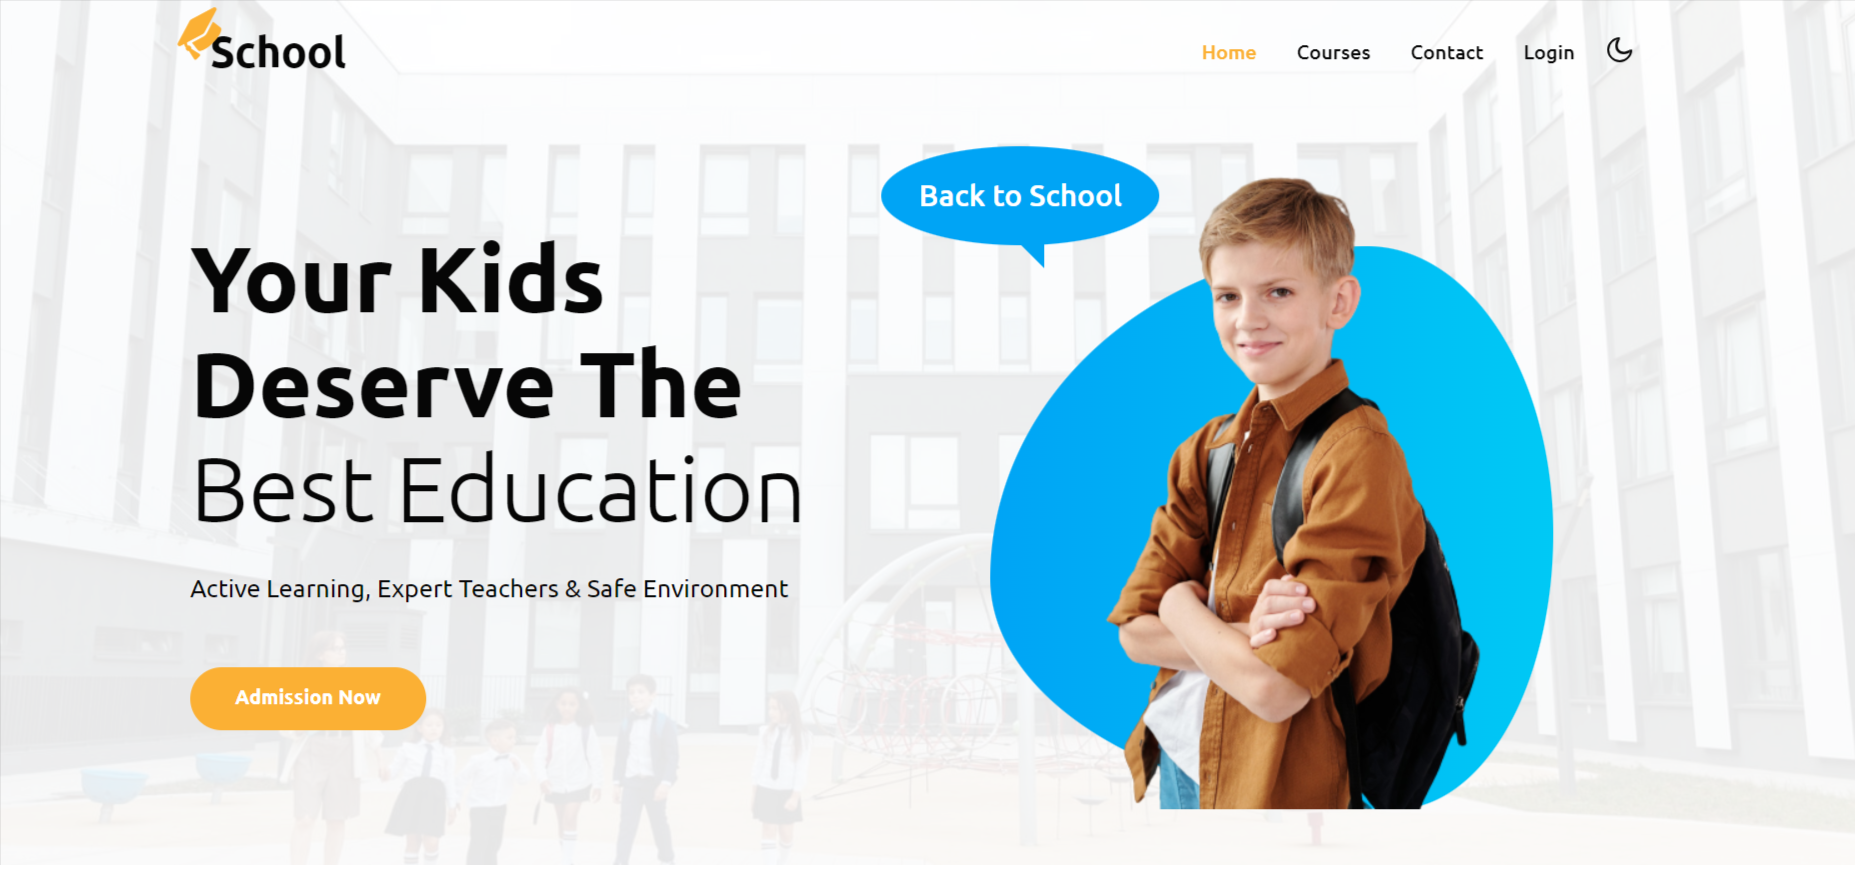 School
Home
Courses
Contact
Login
Back to School
Your Kids
Deserve The
Best Education
Active Learning, Expert Teachers & Safe Environment
Admission Now